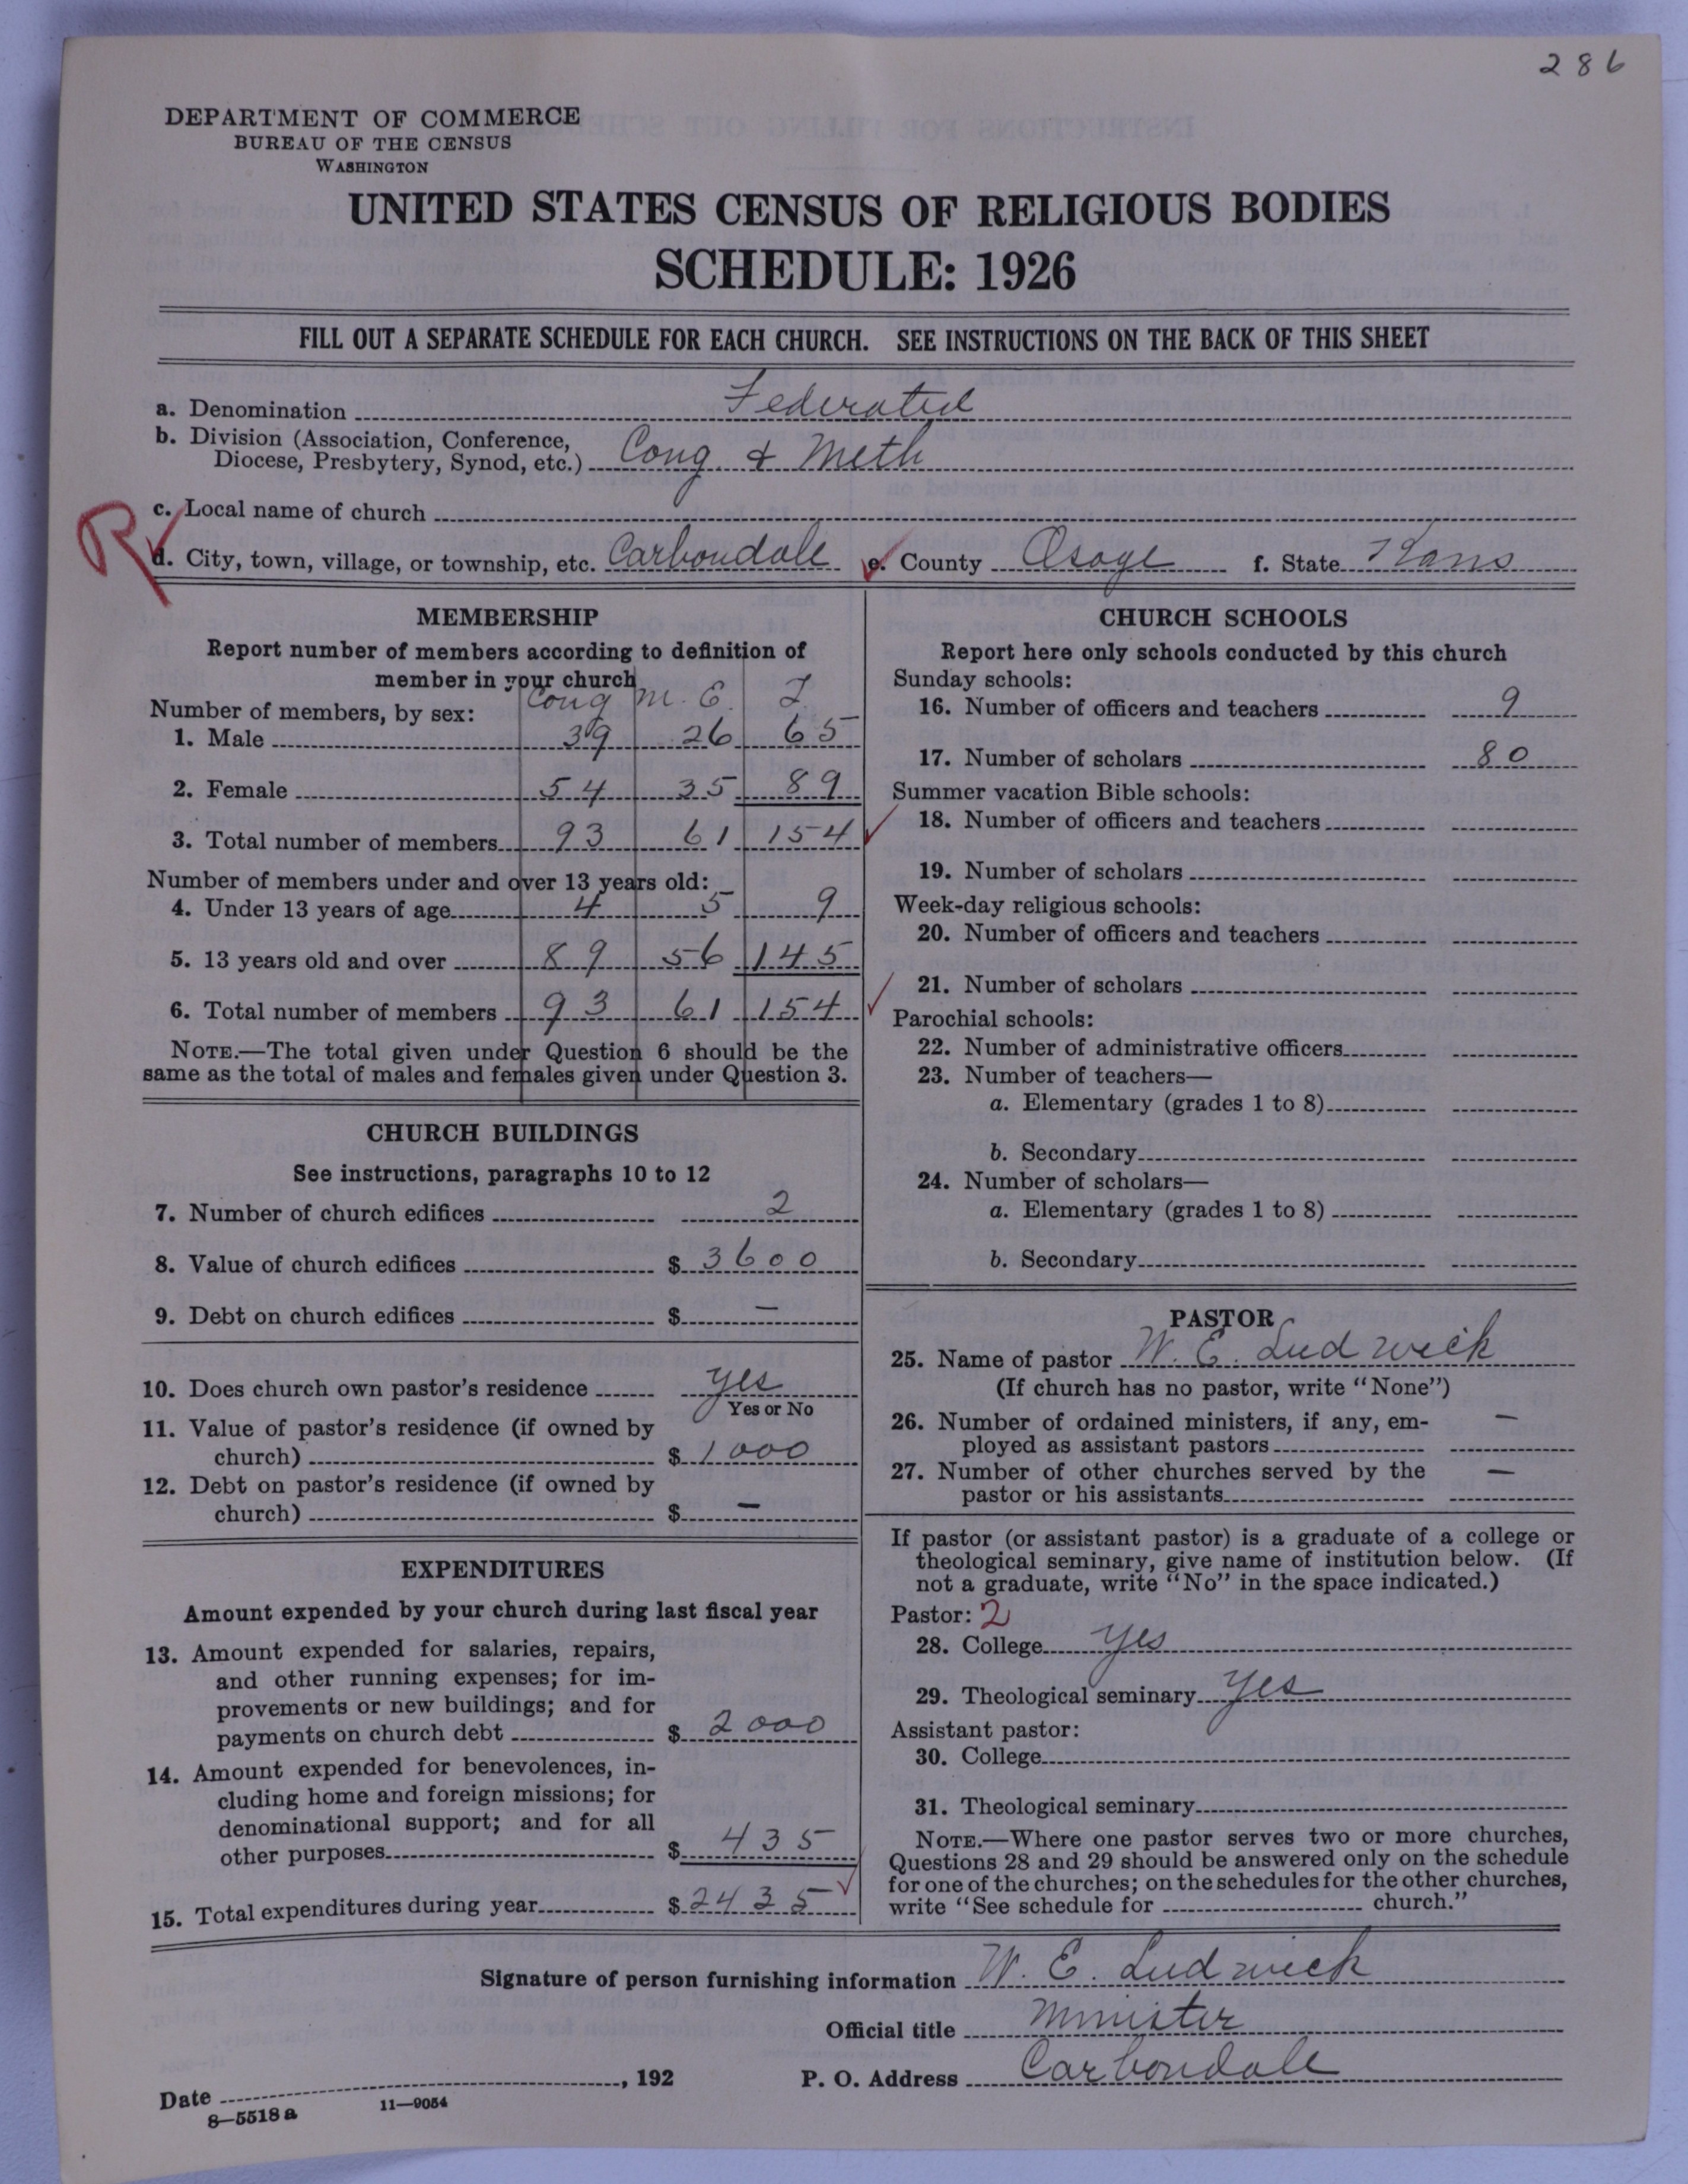 286
DEPARTMENT OF COMMERCE
BUREAU OF THE CENSUS
WASHINGTON
UNITED STATES CENSUS OF RELIGIOUS BODIES
SCHEDULE: 1926
FILL OUT A SEPARATE SCHEDULE FOR EACH CHURCH. SEE INSTRUCTIONS ON THE BACK OF THIS SHEET
a. Denomination Federated
b. Division (Association, Conference,
Diocese, Presbytery, Synod, etc.) Cong. & Meth
c. Local name of church
R
d. City, town, village, or township, etc. Carbondale e. County Osage f. State Kans
MEMBERSHIP
Report number of members according to definition of
member in your church
Cong M. E. T
Number of members, by sex:
1. Male 39 26 65
2. Female 54 35 89
3. Total number of members 93 61 154
Number of members under and over 13 years old:
4. Under 13 years of age 4 5 9
5. 13 years old and over 89 56 145
6. Total number of members 93 61 154
NOTE.—The total given under Question 6 should be the
same as the total of males and females given under Question 3.
CHURCH BUILDINGS
See instructions, paragraphs 10 to 12
7. Number of church edifices 2
8. Value of church edifices $ 3600
9. Debt on church edifices $ —
10. Does church own pastor's residence yes
Yes or No
11. Value of pastor's residence (if owned by
church) $ 1000
12. Debt on pastor's residence (if owned by
church) $ —
EXPENDITURES
Amount expended by your church during last fiscal year
13. Amount expended for salaries, repairs,
and other running expenses; for im-
provements or new buildings; and for
payments on church debt $ 2000
14. Amount expended for benevolences, in-
cluding home and foreign missions; for
denominational support; and for all
other purposes $ 435
15. Total expenditures during year $ 2435
CHURCH SCHOOLS
Report here only schools conducted by this church
Sunday schools:
16. Number of officers and teachers 9
17. Number of scholars 80
Summer vacation Bible schools:
18. Number of officers and teachers
19. Number of scholars
Week-day religious schools:
20. Number of officers and teachers
21. Number of scholars
Parochial schools:
22. Number of administrative officers
23. Number of teachers—
a. Elementary (grades 1 to 8)
b. Secondary
24. Number of scholars—
a. Elementary (grades 1 to 8)
b. Secondary
PASTOR
25. Name of pastor W. E. Ludwick
(If church has no pastor, write "None")
26. Number of ordained ministers, if any, em-
ployed as assistant pastors —
27. Number of other churches served by the
pastor or his assistants —
If pastor (or assistant pastor) is a graduate of a college or
theological seminary, give name of institution below. (If
not a graduate, write "No" in the space indicated.)
Pastor: 2
28. College yes
29. Theological seminary yes
Assistant pastor:
30. College
31. Theological seminary
NOTE.—Where one pastor serves two or more churches,
Questions 28 and 29 should be answered only on the schedule
for one of the churches; on the schedules for the other churches,
write "See schedule for church."
Signature of person furnishing information W. E. Ludwick
Official title Minister
Date , 192 P. O. Address Carbondale
8—5518 a 11—9054